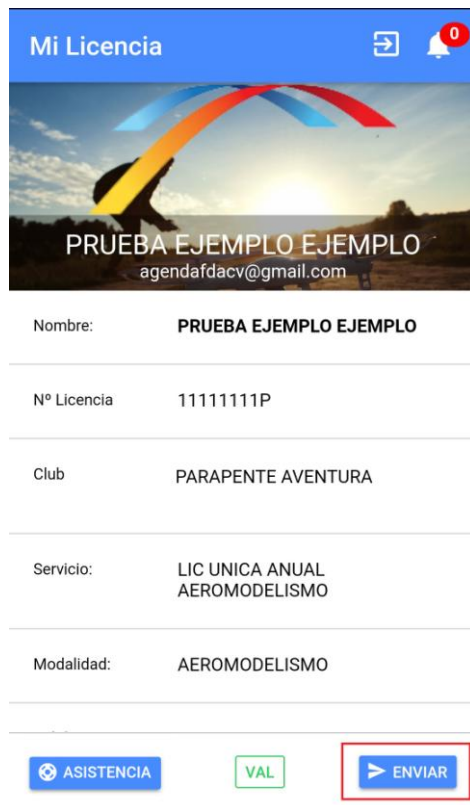 Mi Licencia
0
PRUEBA EJEMPLO EJEMPLO
agendafdacv@gmail.com
Nombre: PRUEBA EJEMPLO EJEMPLO
Nº Licencia 11111111P
Club PARAPENTE AVENTURA
Servicio: LIC UNICA ANUAL
AEROMODELISMO
Modalidad: AEROMODELISMO
ASISTENCIA VAL ENVIAR